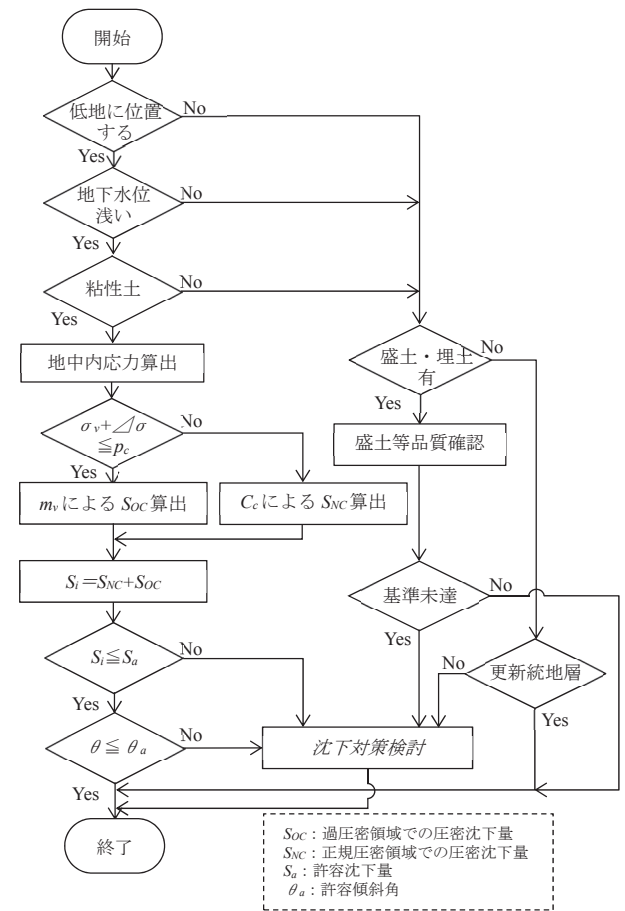 開始
低地に位置
する
No
Yes
地下水位
浅い
No
Yes
粘性土
No
Yes
地中内応力算出
盛土・埋土
有
No
Yes
σv+⊿σ
≦pc
No
Yes
盛土等品質確認
mvによるSOC算出
CcによるSNC算出
Si＝SNC+SOC
基準未達
No
Yes
Si≦Sa
No
Yes
更新統地層
No
Yes
θ≦θa
No
Yes
沈下対策検討
終了
SOC：過圧密領域での圧密沈下量
SNC：正規圧密領域での圧密沈下量
Sa：許容沈下量
θa：許容傾斜角